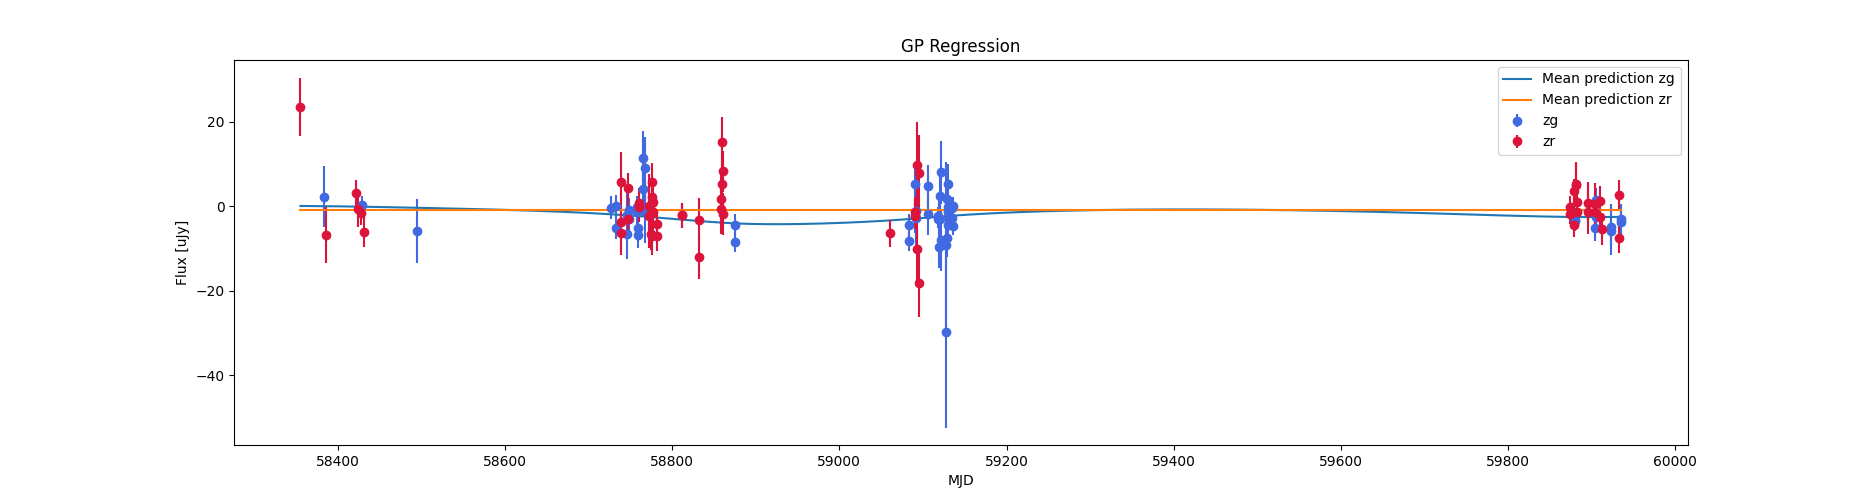 GP Regression
Mean prediction zg
Mean prediction zr
zg
zr
Flux [uJy]
20
0
−20
−40
58400
58600
58800
59000
59200
59400
59600
59800
60000
MJD